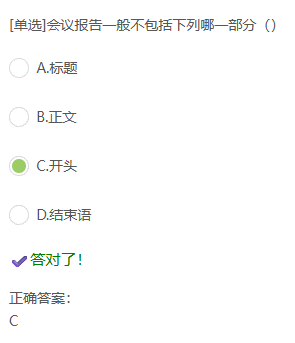 [单选]会议报告一般不包括下列哪一部分（）
A.标题
B.正文
C.开头
D.结束语
答对了！
正确答案：
C